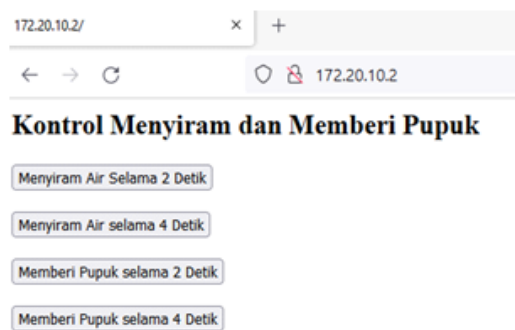 172.20.10.2/
172.20.10.2
Kontrol Menyiram dan Memberi Pupuk
Menyiram Air Selama 2 Detik
Menyiram Air selama 4 Detik
Memberi Pupuk selama 2 Detik
Memberi Pupuk selama 4 Detik